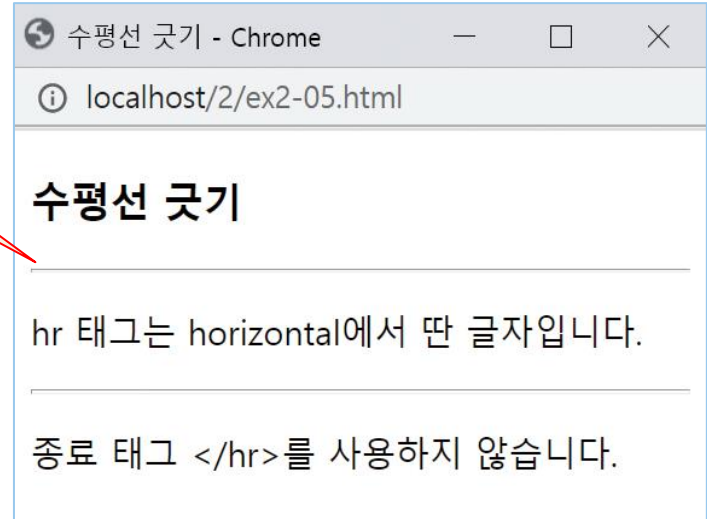 수평선 긋기 - Chrome
localhost/2/ex2-05.html
수평선 긋기
hr 태그는 horizontal에서 딴 글자입니다.
종료 태그 </hr>를 사용하지 않습니다.